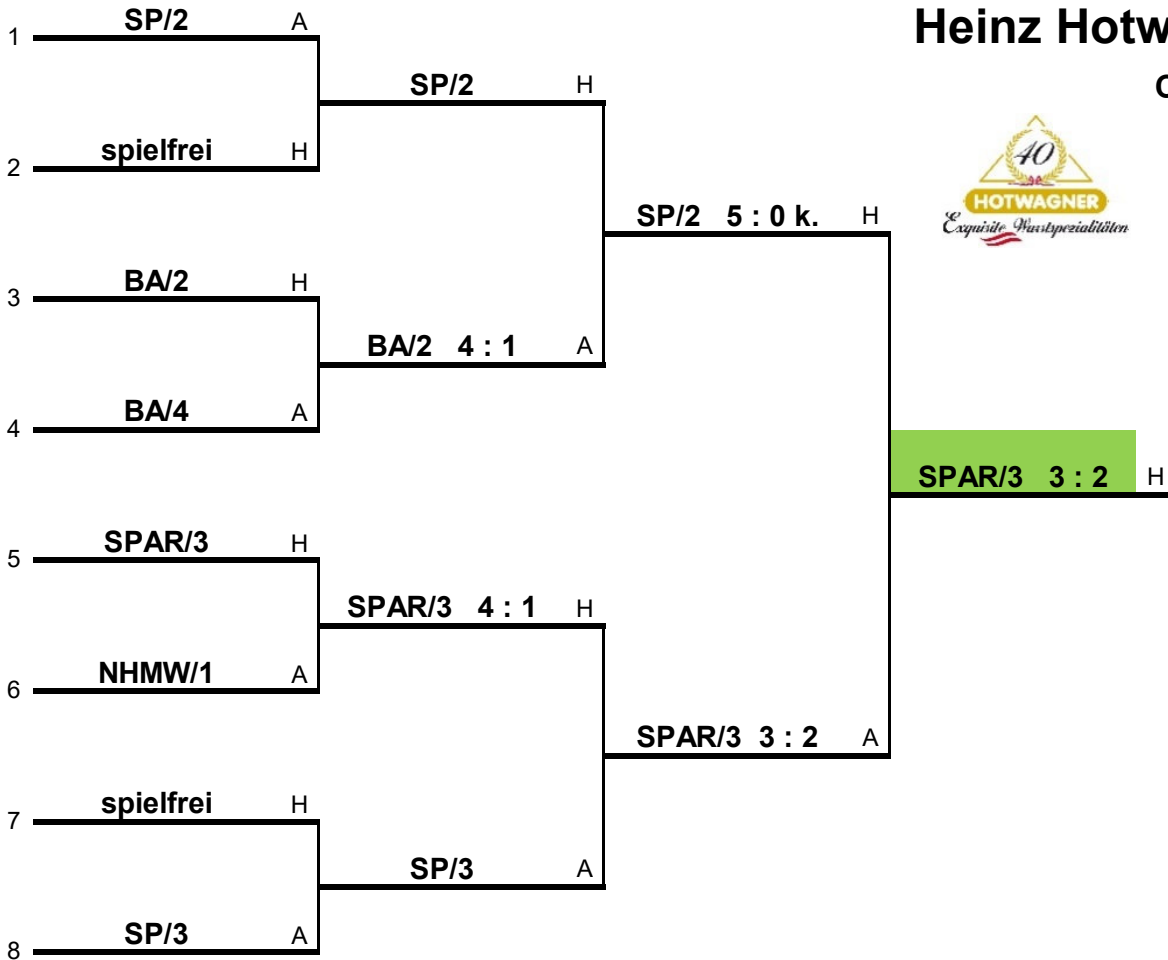 SP/2 A
1
Heinz Hotw
SP/2 H
spielfrei H
2
40
HOTWAGNER
Exquisite Wurstspezialitäten
SP/2 5 : 0 k. H
BA/2 H
3
BA/2 4 : 1 A
BA/4 A
4
SPAR/3 3 : 2 H
SPAR/3 H
5
SPAR/3 4 : 1 H
NHMW/1 A
6
SPAR/3 3 : 2 A
spielfrei H
7
SP/3 A
SP/3 A
8